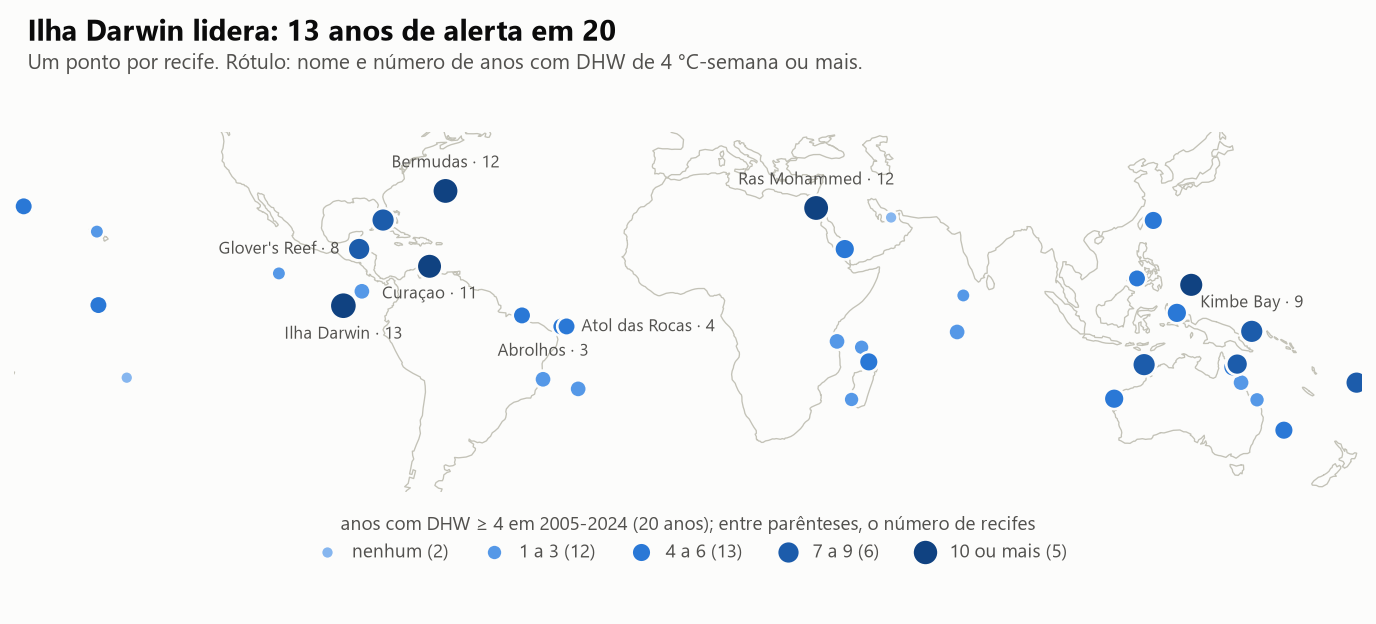 Ilha Darwin lidera: 13 anos de alerta em 20
Um ponto por recife. Rótulo: nome e número de anos com DHW de 4 °C-semana ou mais.
Bermudas · 12
Ras Mohammed · 12
Glover's Reef · 8
Curaçao · 11
Kimbe Bay · 9
Ilha Darwin · 13
Atol das Rocas · 4
Abrolhos · 3
anos com DHW ≥ 4 em 2005-2024 (20 anos); entre parênteses, o número de recifes
nenhum (2)
1 a 3 (12)
4 a 6 (13)
7 a 9 (6)
10 ou mais (5)